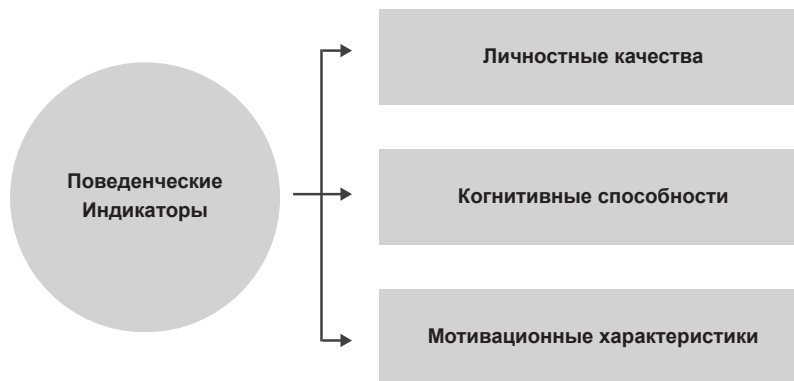 Поведенческие
Индикаторы
Личностные качества
Когнитивные способности
Мотивационные характеристики